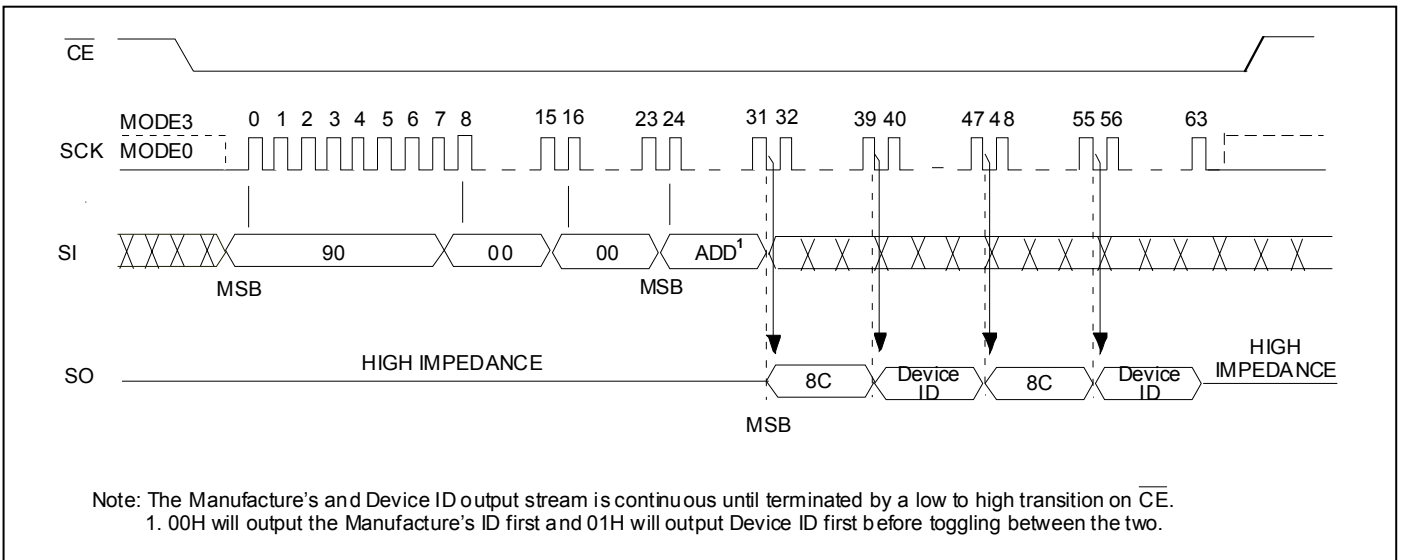 CE
MODE3
0 1 2 3 4 5 6 7 8 15 16 23 24 31 32 39 40 47 48 55 56 63
SCK MODE0
SI 90 00 00 ADD1
MSB MSB
HIGH IMPEDANCE
HIGH
IMPEDANCE
SO 8C Device ID 8C Device ID
MSB
Note: The Manufacture's and Device ID output stream is continuous until terminated by a low to high transition on CE.
1. 00H will output the Manufacture's ID first and 01H will output Device ID first before toggling between the two.